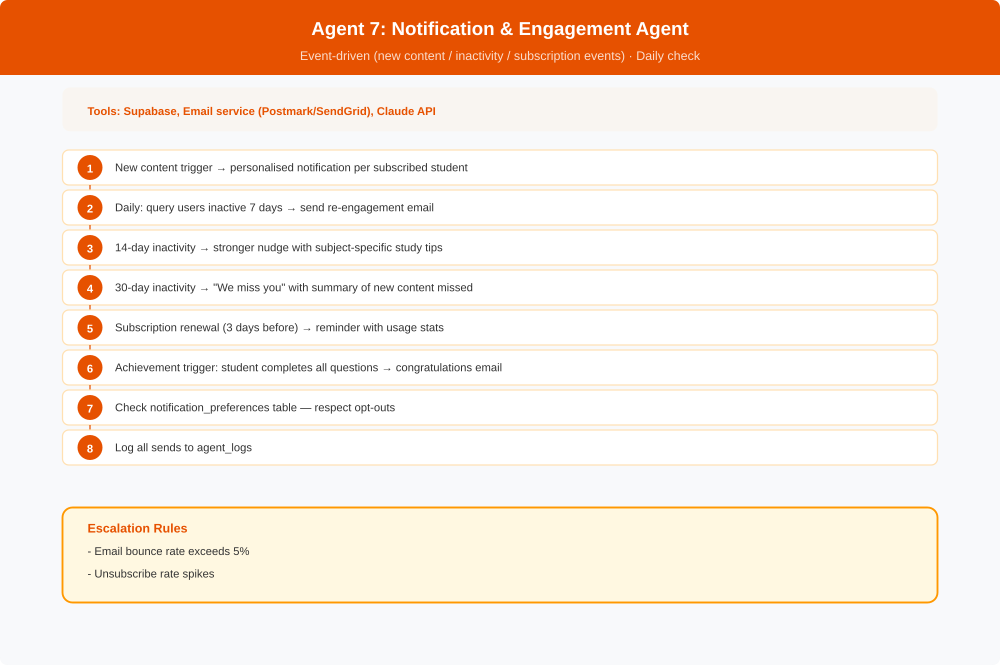 Agent 7: Notification & Engagement Agent
Event-driven (new content / inactivity / subscription events) · Daily check
Tools: Supabase, Email service (Postmark/SendGrid), Claude API
1 New content trigger → personalised notification per subscribed student
2 Daily: query users inactive 7 days → send re-engagement email
3 14-day inactivity → stronger nudge with subject-specific study tips
4 30-day inactivity → "We miss you" with summary of new content missed
5 Subscription renewal (3 days before) → reminder with usage stats
6 Achievement trigger: student completes all questions → congratulations email
7 Check notification_preferences table — respect opt-outs
8 Log all sends to agent_logs
Escalation Rules
- Email bounce rate exceeds 5%
- Unsubscribe rate spikes